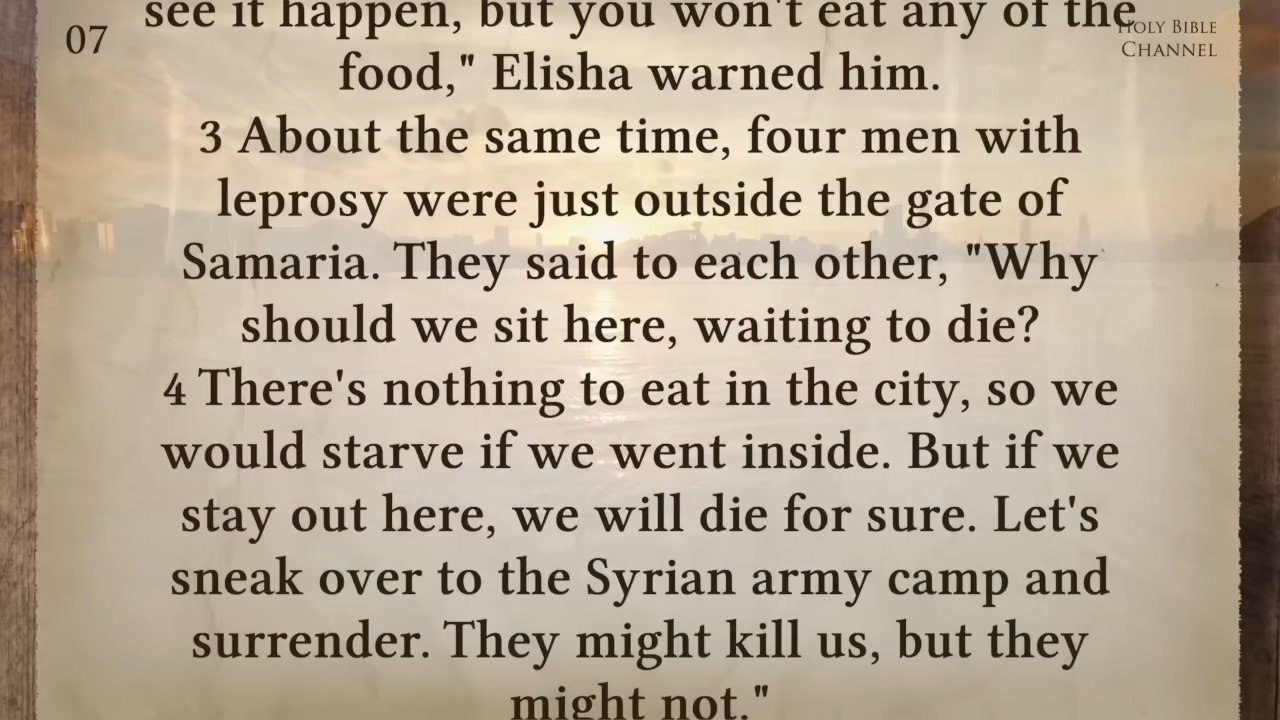 see it happen, but you won't eat any of the
07
HOLY BIBLE
CHANNEL
food," Elisha warned him.
3 About the same time, four men with
leprosy were just outside the gate of
Samaria. They said to each other, "Why
should we sit here, waiting to die?
4 There's nothing to eat in the city, so we
would starve if we went inside. But if we
stay out here, we will die for sure. Let's
sneak over to the Syrian army camp and
surrender. They might kill us, but they
might not."